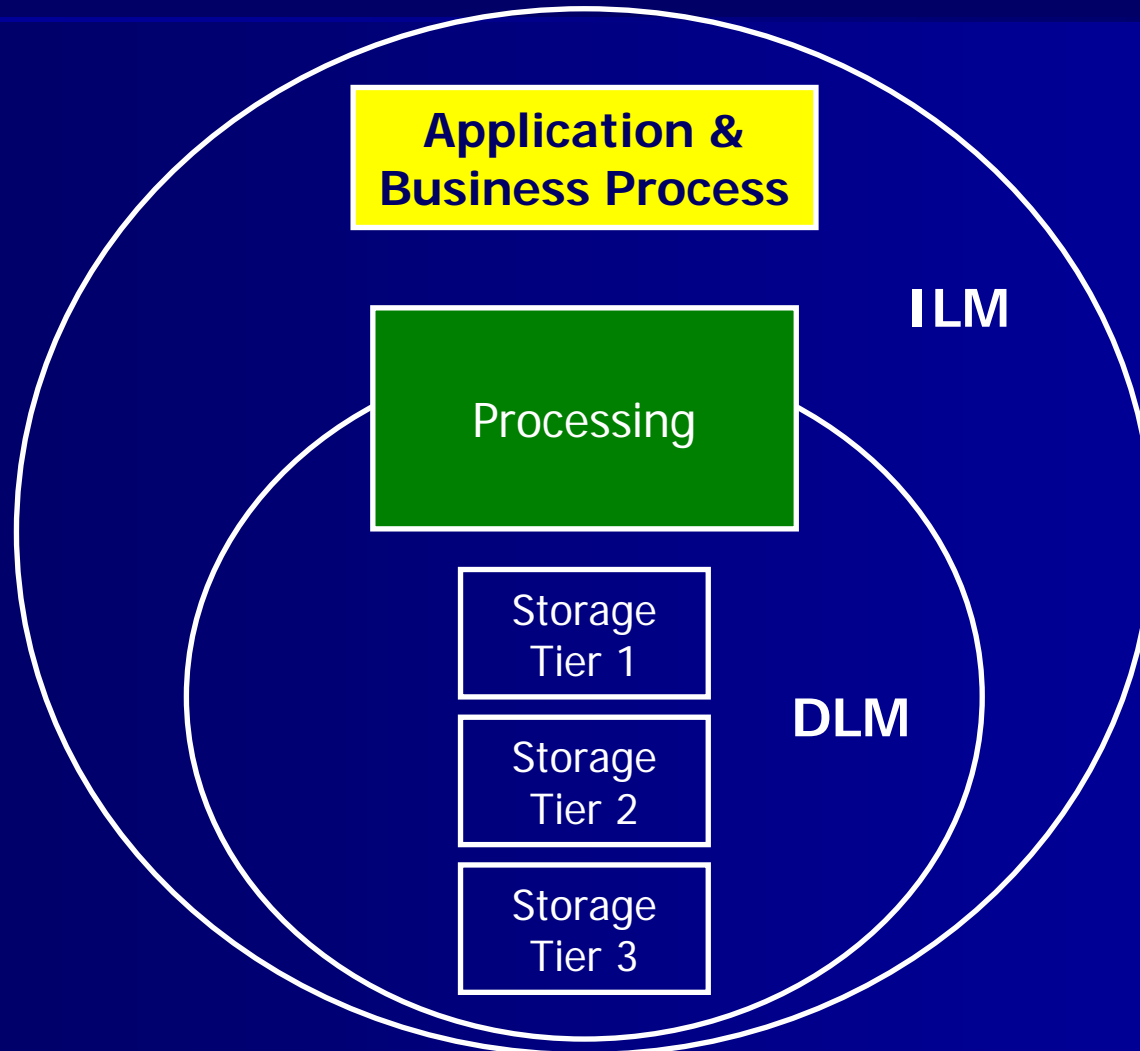 Application &
Business Process
ILM
Processing
Storage
Tier 1
DLM
Storage
Tier 2
Storage
Tier 3